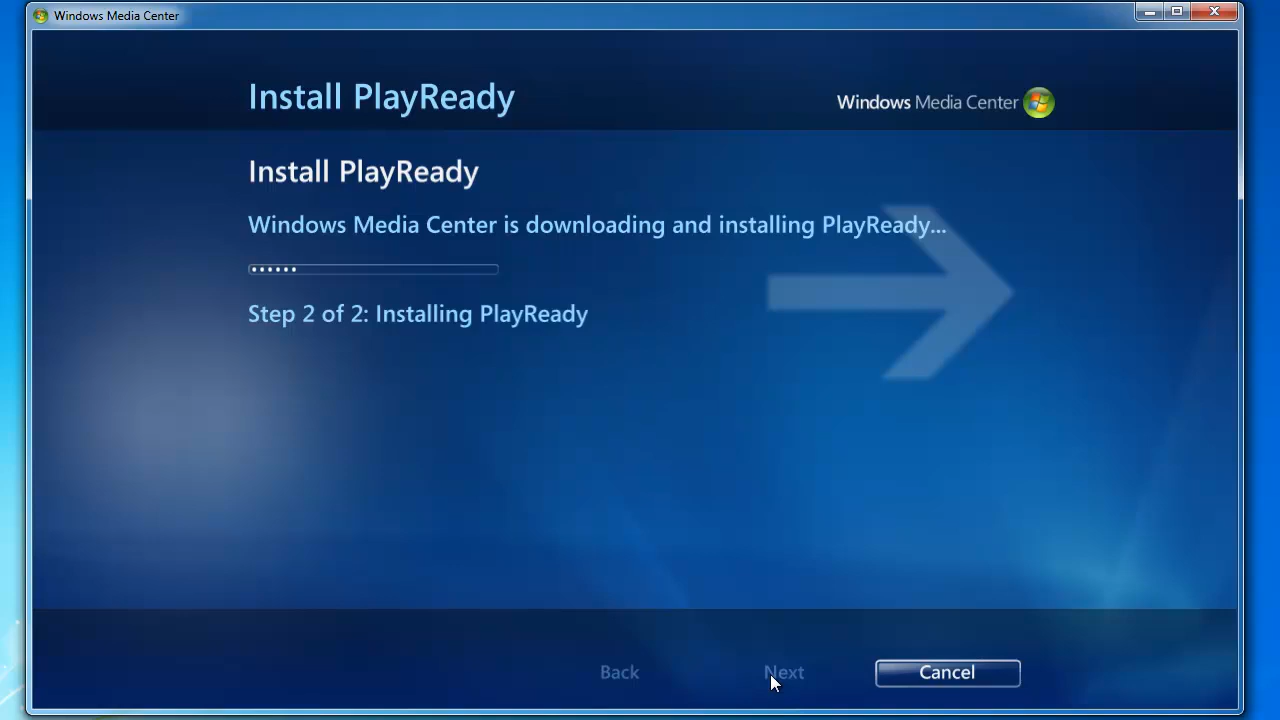 Windows Media Center
Install PlayReady
Windows Media Center
Install PlayReady
Windows Media Center is downloading and installing PlayReady...
Step 2 of 2: Installing PlayReady
Back Next Cancel